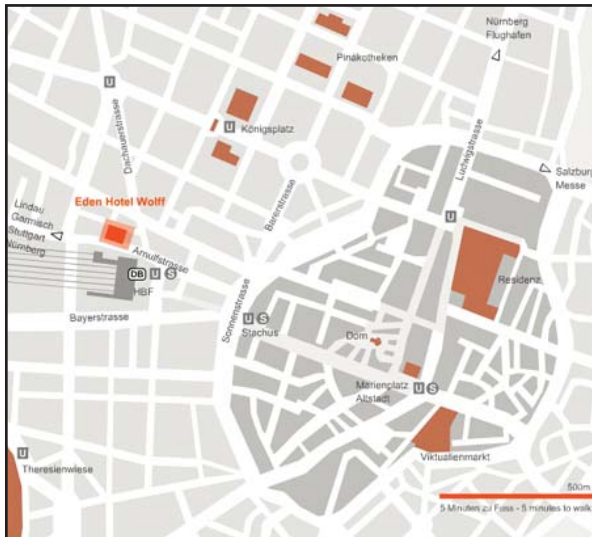 Nürnberg
Flughafen
Pinakotheken
U
Dachauerstrasse
U Königsplatz
Ludwigstrasse
Salzburg
Messe
Eden Hotel Wolff
Barerstrasse
Lindau
Garmisch
Stuttgart
Nürnberg
Arnulfstrasse
U
DB U S
HBF
Residenz
Bayerstrasse
Sonnenstrasse
U S
Stachus
Dom
Marienplatz
Altstadt
U S
U
Theresienwiese
Viktualienmarkt
500m
5 Minuten zu Fuss - 5 minutes to walk